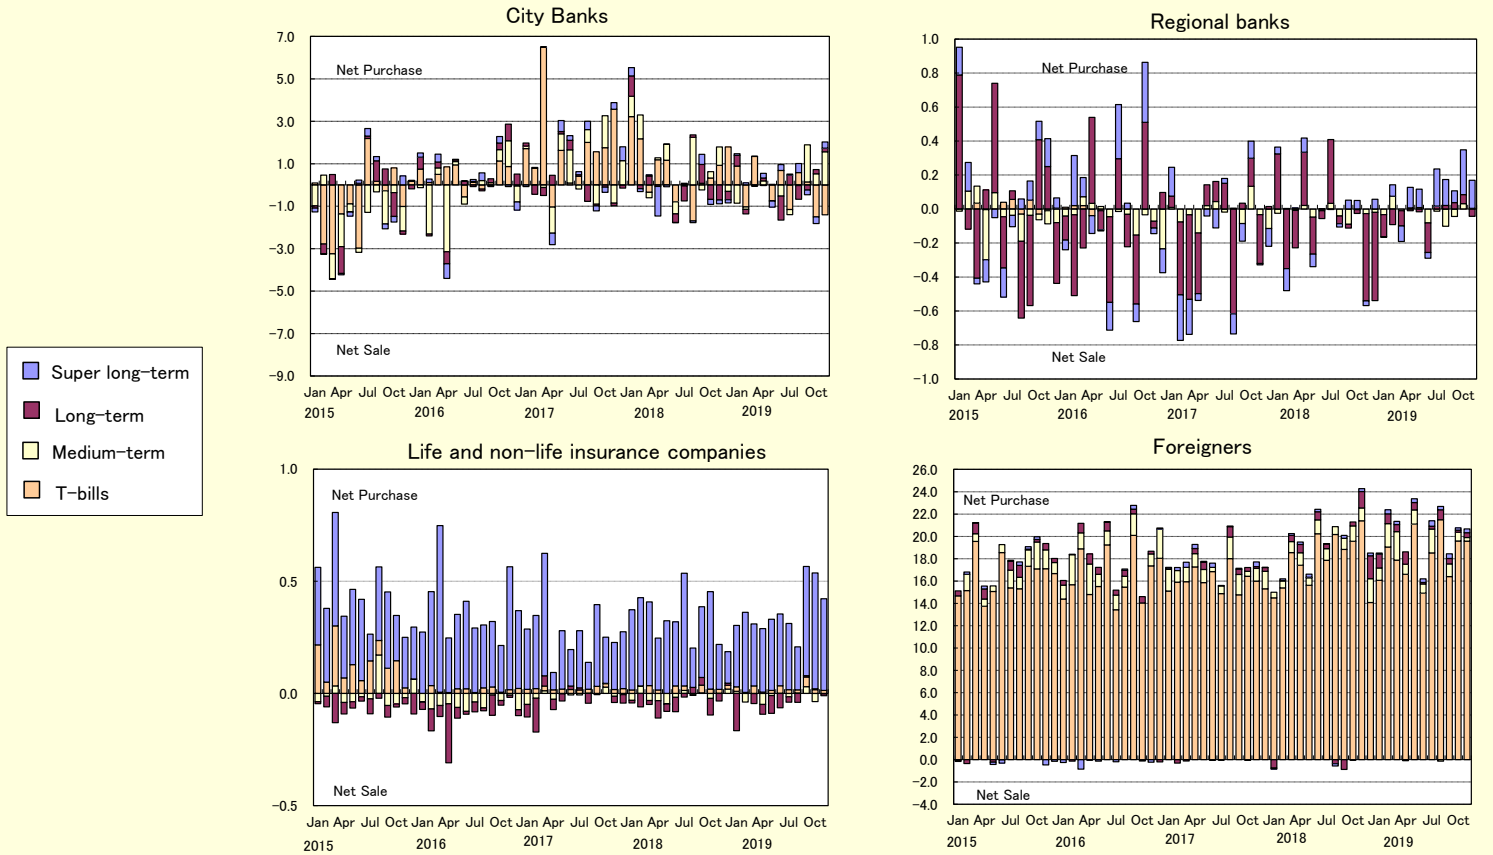 City Banks
7.0
5.0
3.0
1.0
−1.0
−3.0
−5.0
−7.0
−9.0
Net Purchase
Net Sale
Jan Apr Jul Oct Jan Apr Jul Oct Jan Apr Jul Oct Jan Apr Jul Oct Jan Apr Jul Oct
2015 2016 2017 2018 2019
Regional banks
1.0
0.8
0.6
0.4
0.2
0.0
−0.2
−0.4
−0.6
−0.8
−1.0
Net Purchase
Net Sale
Jan Apr Jul Oct Jan Apr Jul Oct Jan Apr Jul Oct Jan Apr Jul Oct Jan Apr Jul Oct
2015 2016 2017 2018 2019
Super long−term
Long−term
Medium−term
T−bills
Life and non−life insurance companies
1.0
0.5
0.0
−0.5
Net Purchase
Net Sale
Jan Apr Jul Oct Jan Apr Jul Oct Jan Apr Jul Oct Jan Apr Jul Oct Jan Apr Jul Oct
2015 2016 2017 2018 2019
Foreigners
26.0
24.0
22.0
20.0
18.0
16.0
14.0
12.0
10.0
8.0
6.0
4.0
2.0
0.0
−2.0
−4.0
Net Purchase
Net Sale
Jan Apr Jul Oct Jan Apr Jul Oct Jan Apr Jul Oct Jan Apr Jul Oct Jan Apr Jul Oct
2015 2016 2017 2018 2019